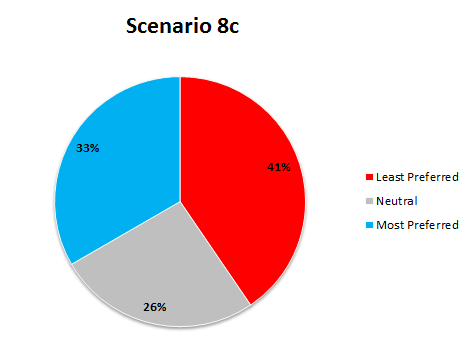 Scenario 8c
33%
41%
26%
Least Preferred
Neutral
Most Preferred